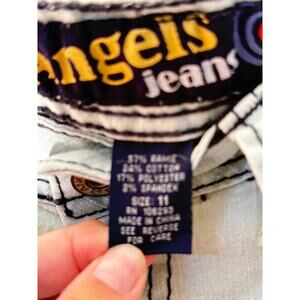 angels
jeans
57% RAMIE
24% COTTON
17% POLYESTER
2% SPANDEX
SIZE: 11
RN 106293
MADE IN
CHINA
SEE REVERSE
FOR CARE